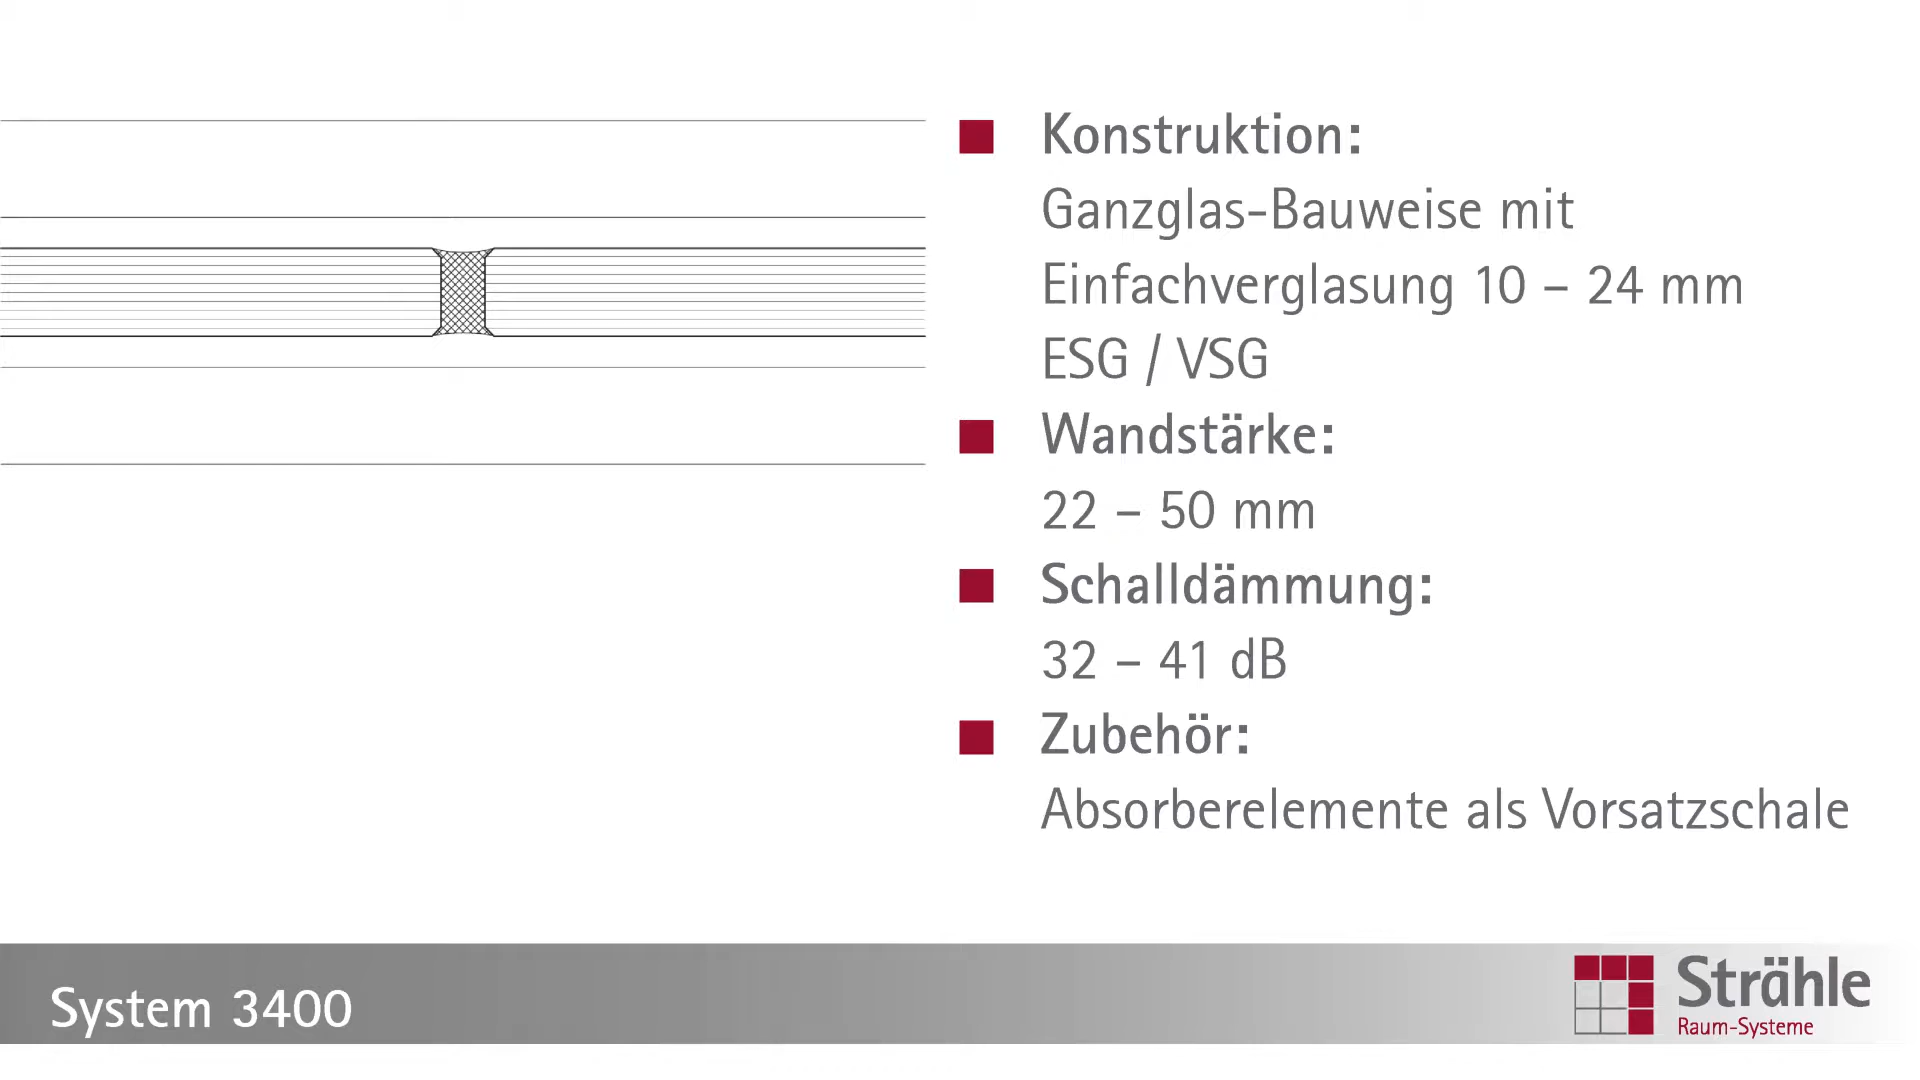 Konstruktion:
Ganzglas-Bauweise mit
Einfachverglasung 10 – 24 mm
ESG / VSG
Wandstärke:
22 – 50 mm
Schalldämmung:
32 – 41 dB
Zubehör:
Absorberelemente als Vorsatzschale
System 3400
Strähle
Raum-Systeme